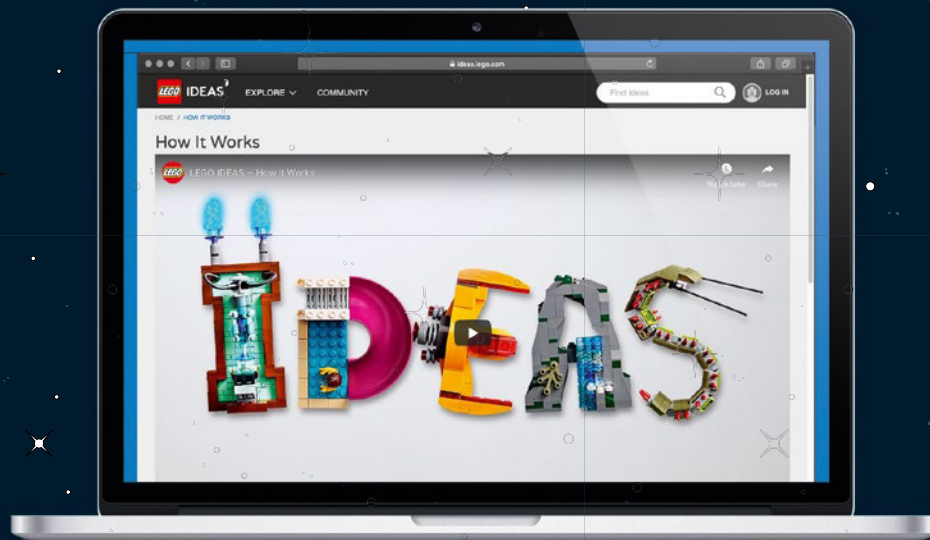 ideas.lego.com
LEGO IDEAS EXPLORE COMMUNITY Find Ideas LOG IN
HOME / HOW IT WORKS
How It Works
LEGO LEGO IDEAS – How It Works Watch later Share
IDEAS